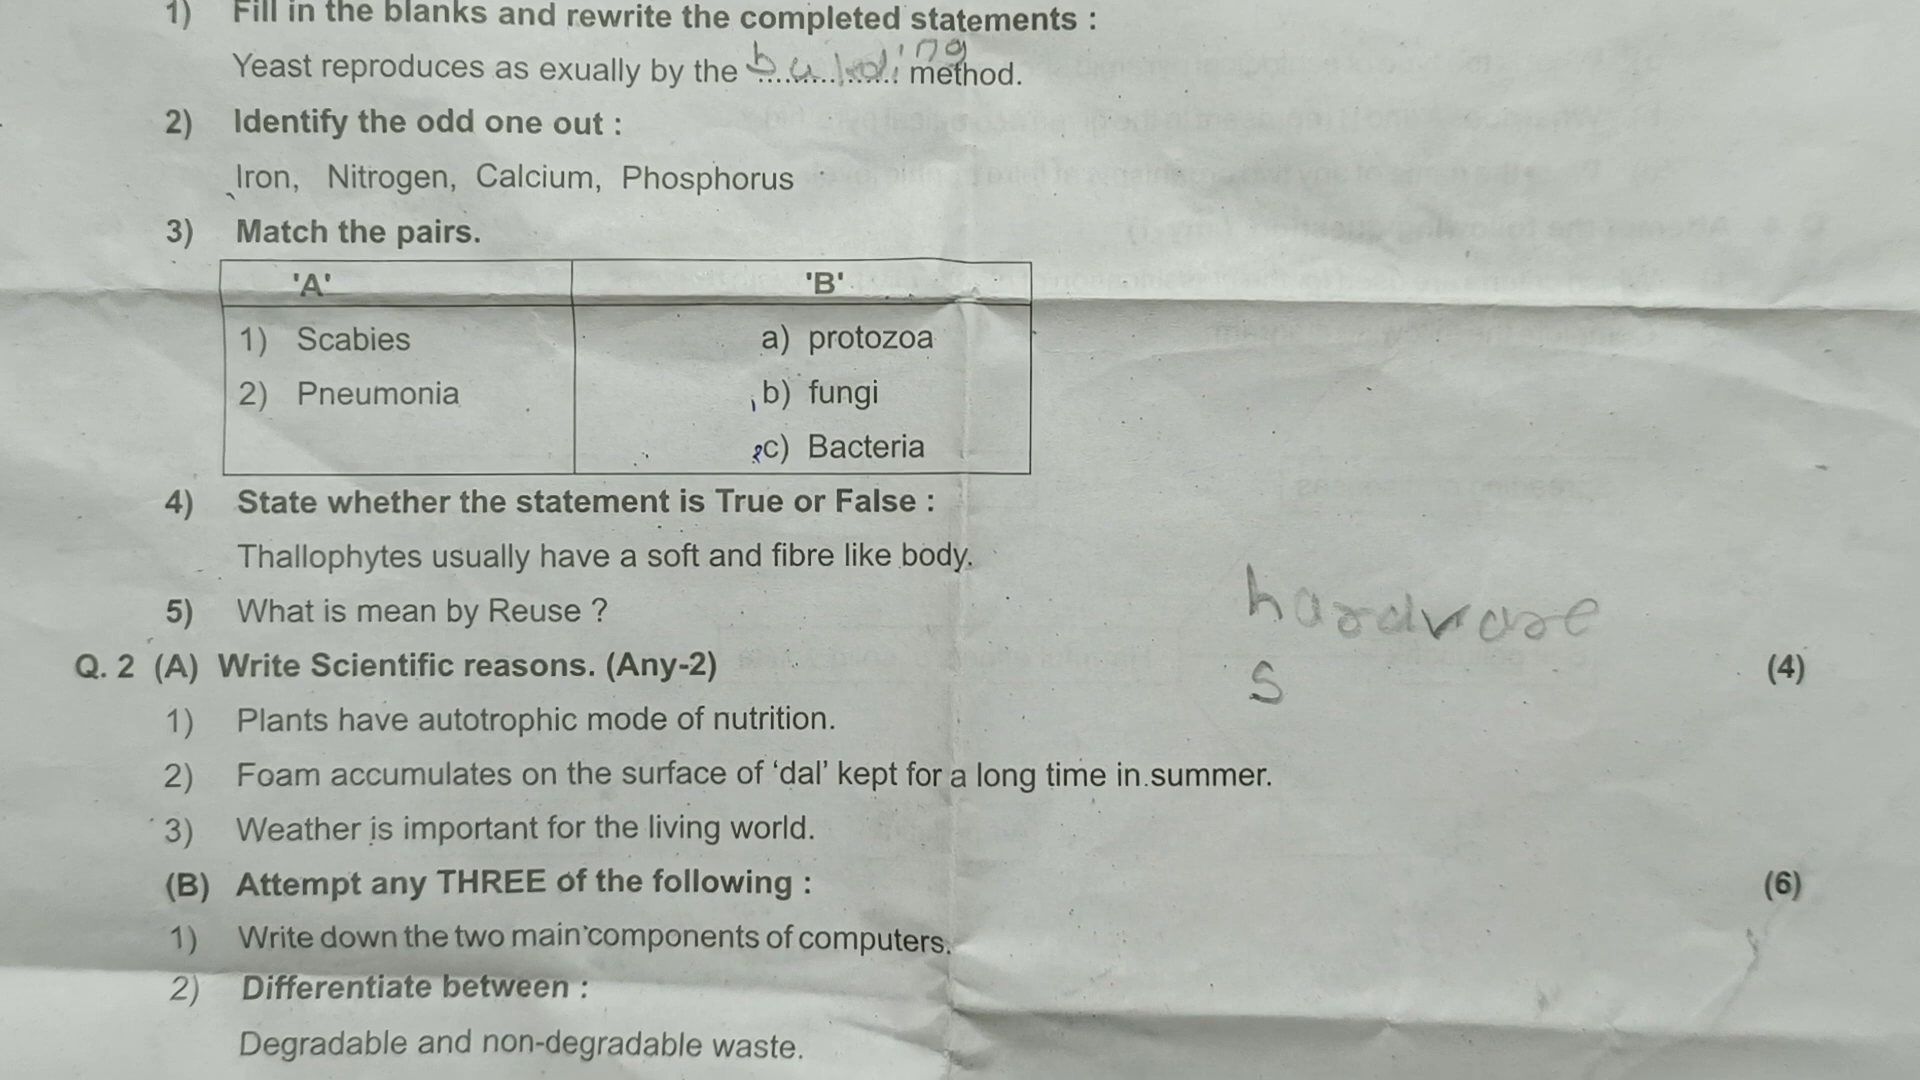 1) Fill in the blanks and rewrite the completed statements :
Yeast reproduces as exually by the ............... method.
2) Identify the odd one out :
Iron, Nitrogen, Calcium, Phosphorus
3) Match the pairs.
'A' 'B'
1) Scabies a) protozoa
2) Pneumonia b) fungi
c) Bacteria
4) State whether the statement is True or False :
Thallophytes usually have a soft and fibre like body.
5) What is mean by Reuse ?
hardware
s
Q. 2 (A) Write Scientific reasons. (Any-2) (4)
1) Plants have autotrophic mode of nutrition.
2) Foam accumulates on the surface of ‘dal’ kept for a long time in summer.
3) Weather is important for the living world.
(B) Attempt any THREE of the following : (6)
1) Write down the two main components of computers.
2) Differentiate between :
Degradable and non-degradable waste.